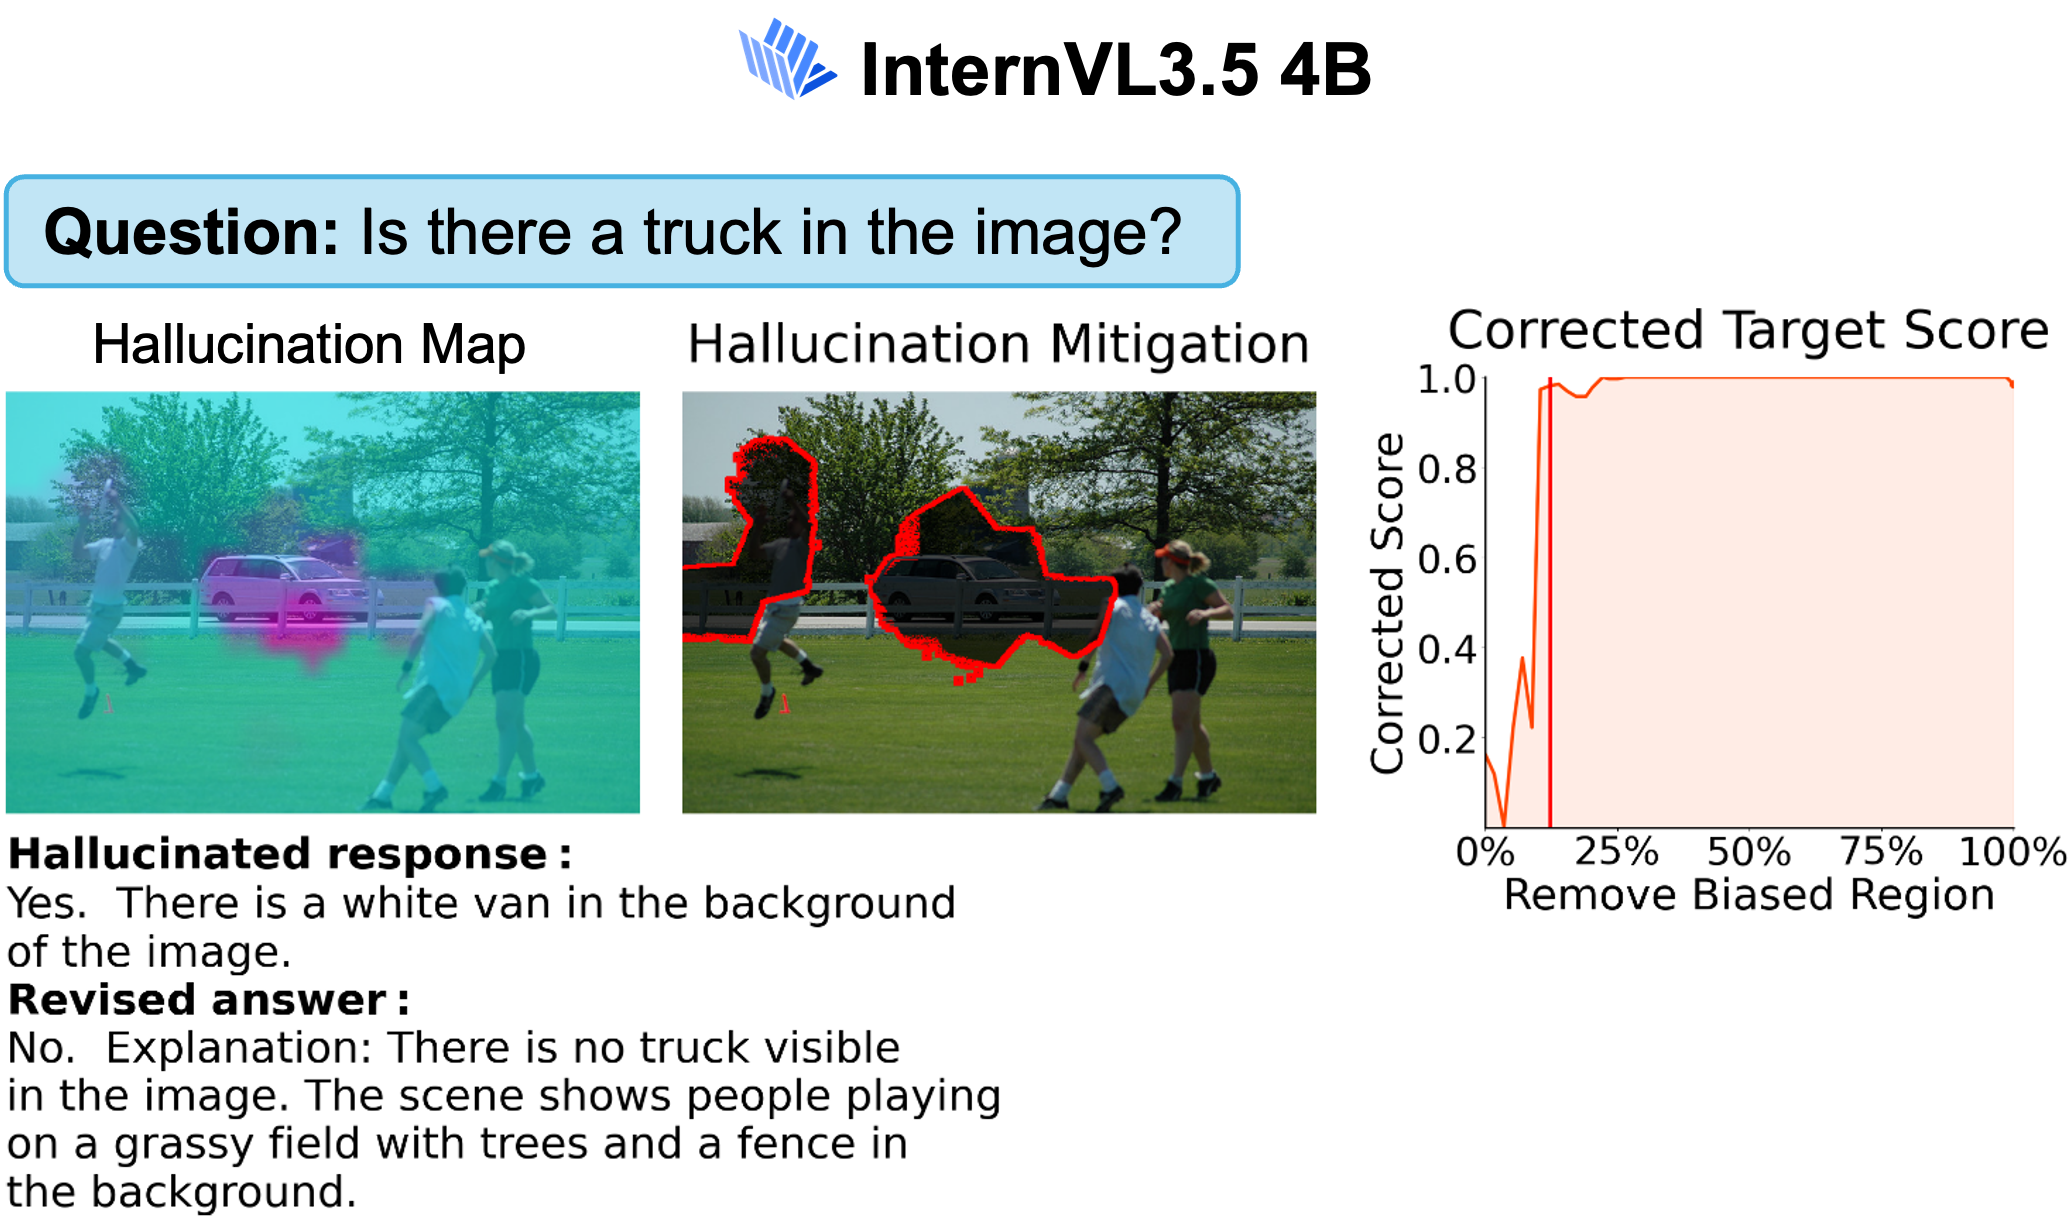 InternVL3.5 4B
Question: Is there a truck in the image?
Hallucination Map
Hallucination Mitigation
Corrected Target Score
Corrected Score
1.0
0.8
0.6
0.4
0.2
0% 25% 50% 75% 100%
Remove Biased Region
Hallucinated response:
Yes. There is a white van in the background
of the image.
Revised answer:
No. Explanation: There is no truck visible
in the image. The scene shows people playing
on a grassy field with trees and a fence in
the background.